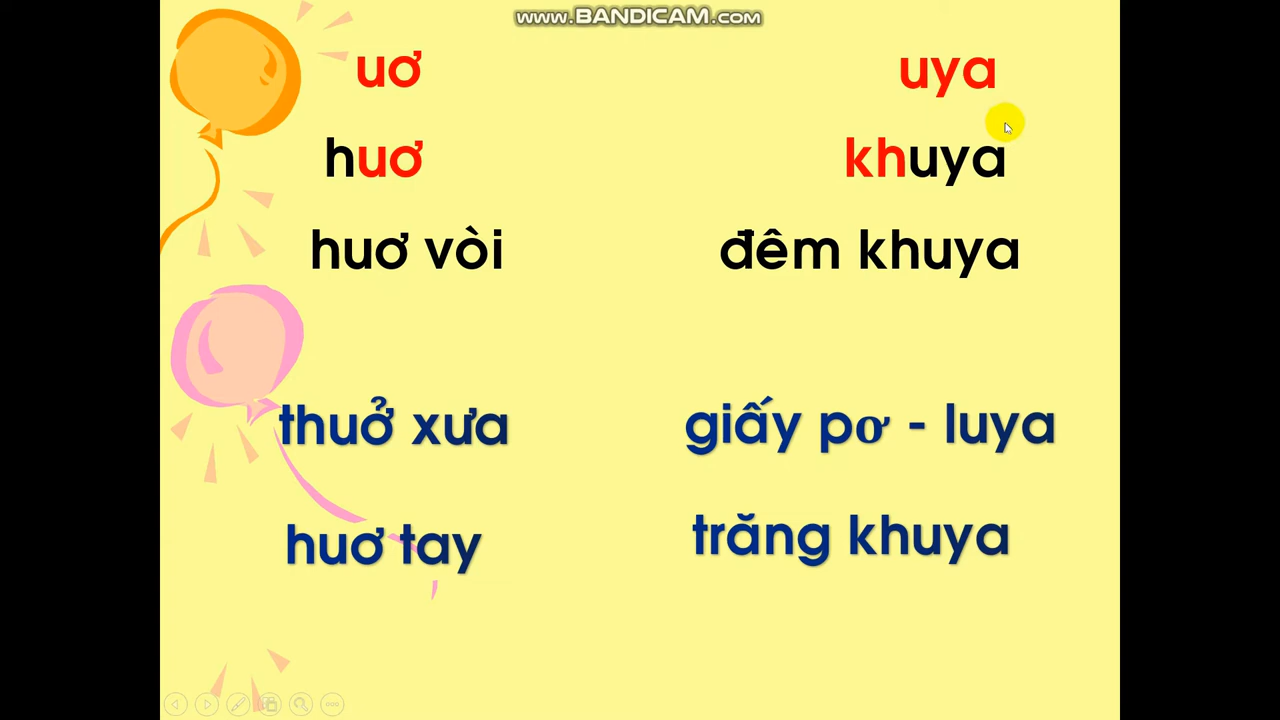 www.BANDICAM.com
uơ uya
huơ khuya
huơ vòi đêm khuya
thuở xưa giấy pơ - luya
huơ tay trăng khuya